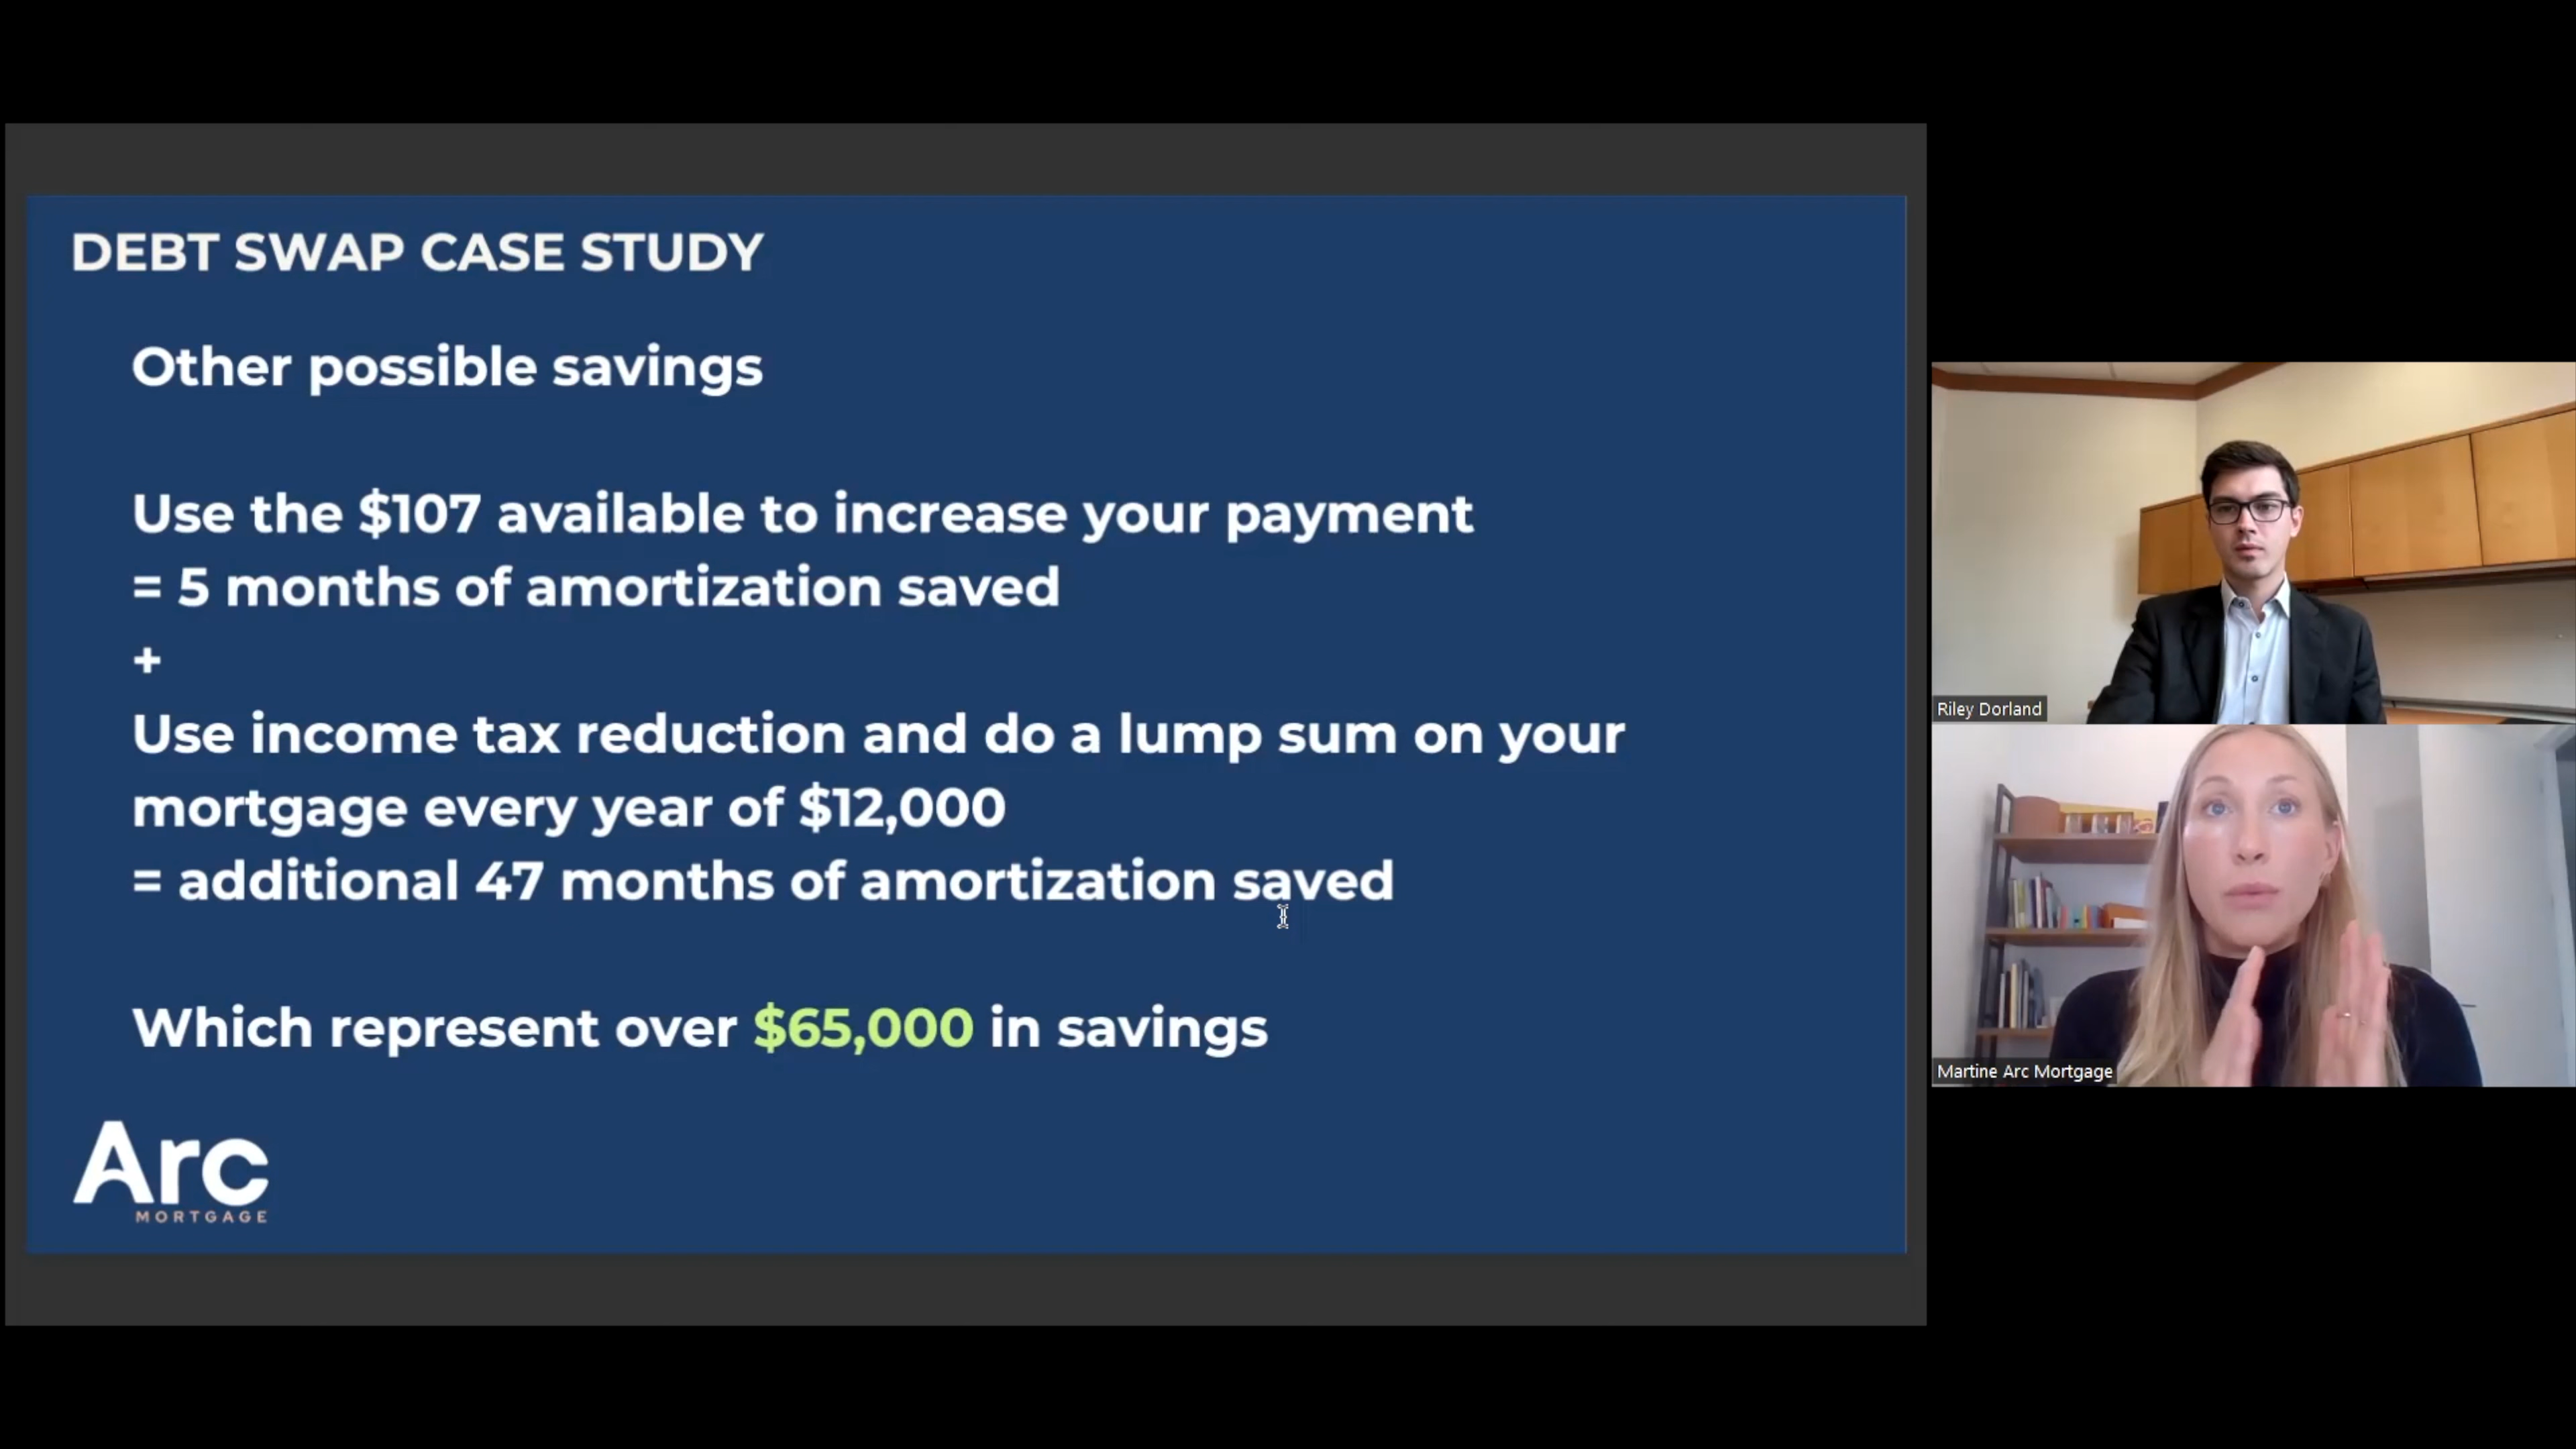 DEBT SWAP CASE STUDY
Other possible savings
Use the $107 available to increase your payment
= 5 months of amortization saved
+
Use income tax reduction and do a lump sum on your
mortgage every year of $12,000
= additional 47 months of amortization saved
Which represent over $65,000 in savings
Arc
MORTGAGE
Riley Dorland
Martine Arc Mortgage